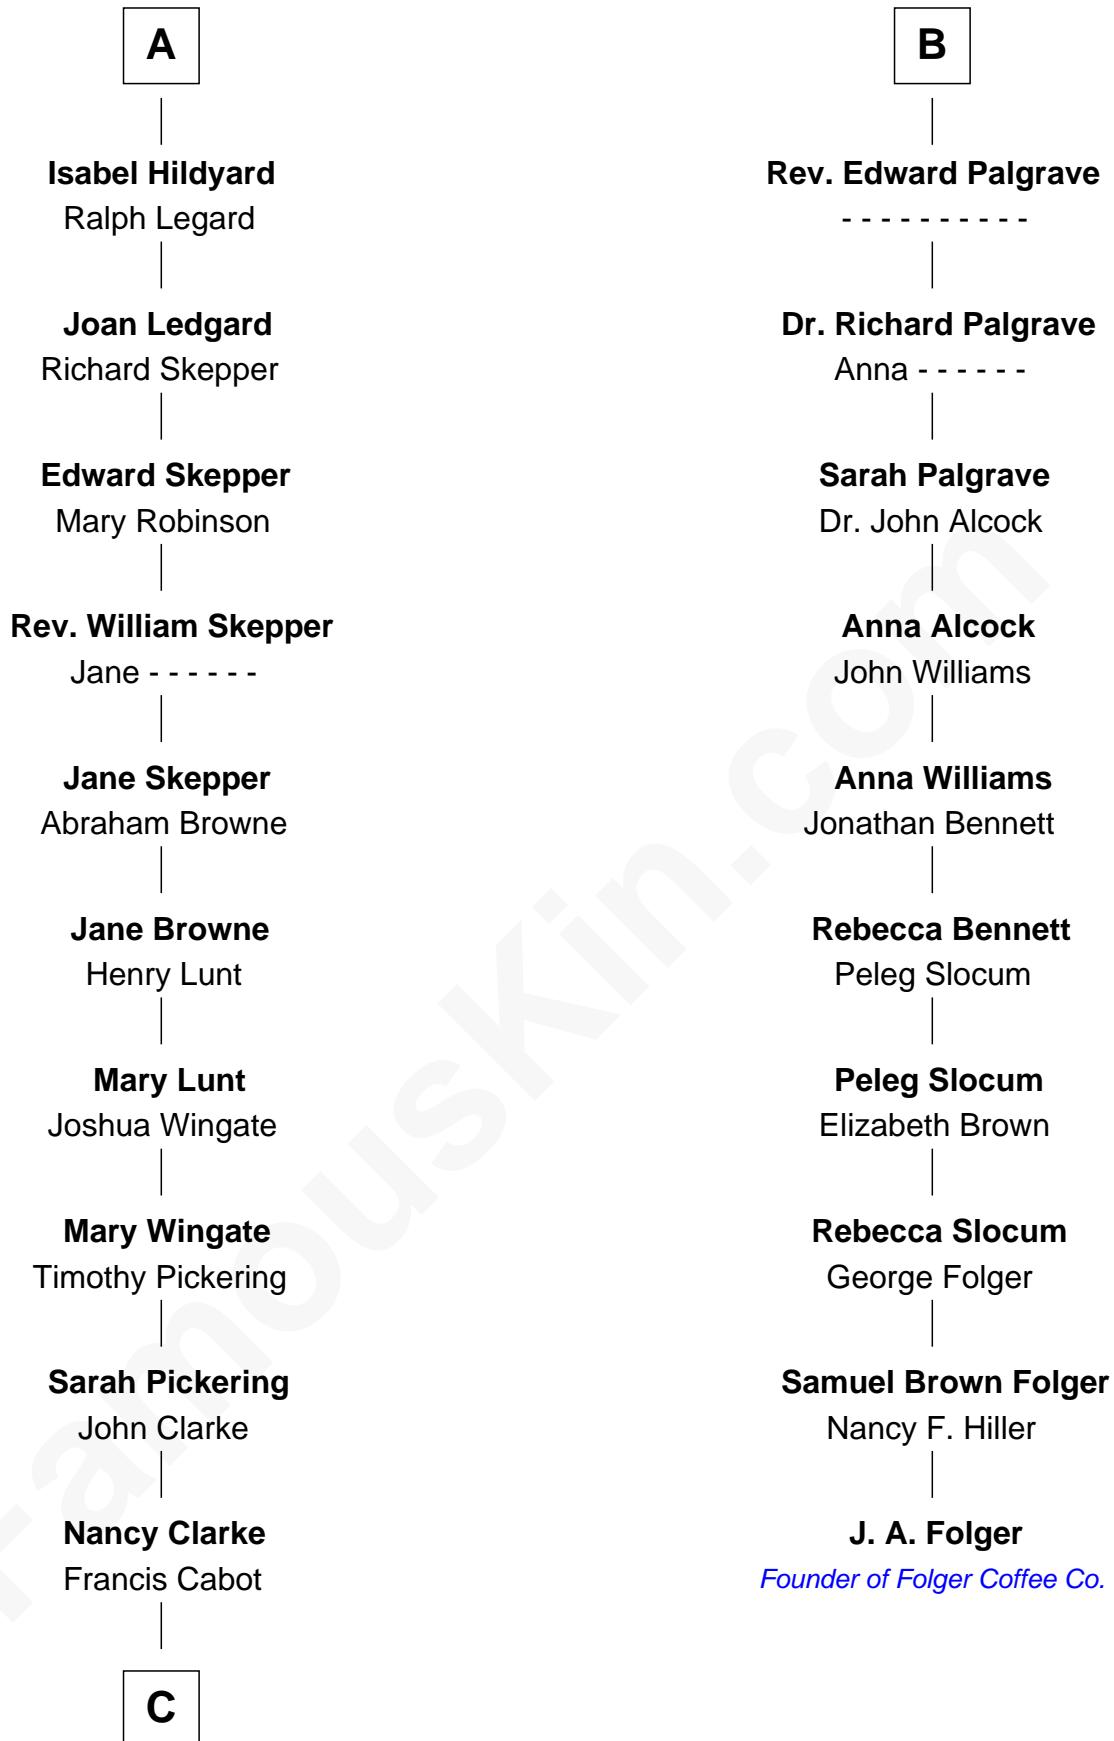 A
Isabel Hildyard
Ralph Legard
Joan Ledgard
Richard Skepper
Edward Skepper
Mary Robinson
Rev. William Skepper
Jane - - - - - -
Jane Skepper
Abraham Browne
Jane Browne
Henry Lunt
Mary Lunt
Joshua Wingate
Mary Wingate
Timothy Pickering
Sarah Pickering
John Clarke
Nancy Clarke
Francis Cabot
C
B
Rev. Edward Palgrave
- - - - - - - - - -
Dr. Richard Palgrave
Anna - - - - - -
Sarah Palgrave
Dr. John Alcock
Anna Alcock
John Williams
Anna Williams
Jonathan Bennett
Rebecca Bennett
Peleg Slocum
Peleg Slocum
Elizabeth Brown
Rebecca Slocum
George Folger
Samuel Brown Folger
Nancy F. Hiller
J. A. Folger
Founder of Folger Coffee Co.
FamousKin.com